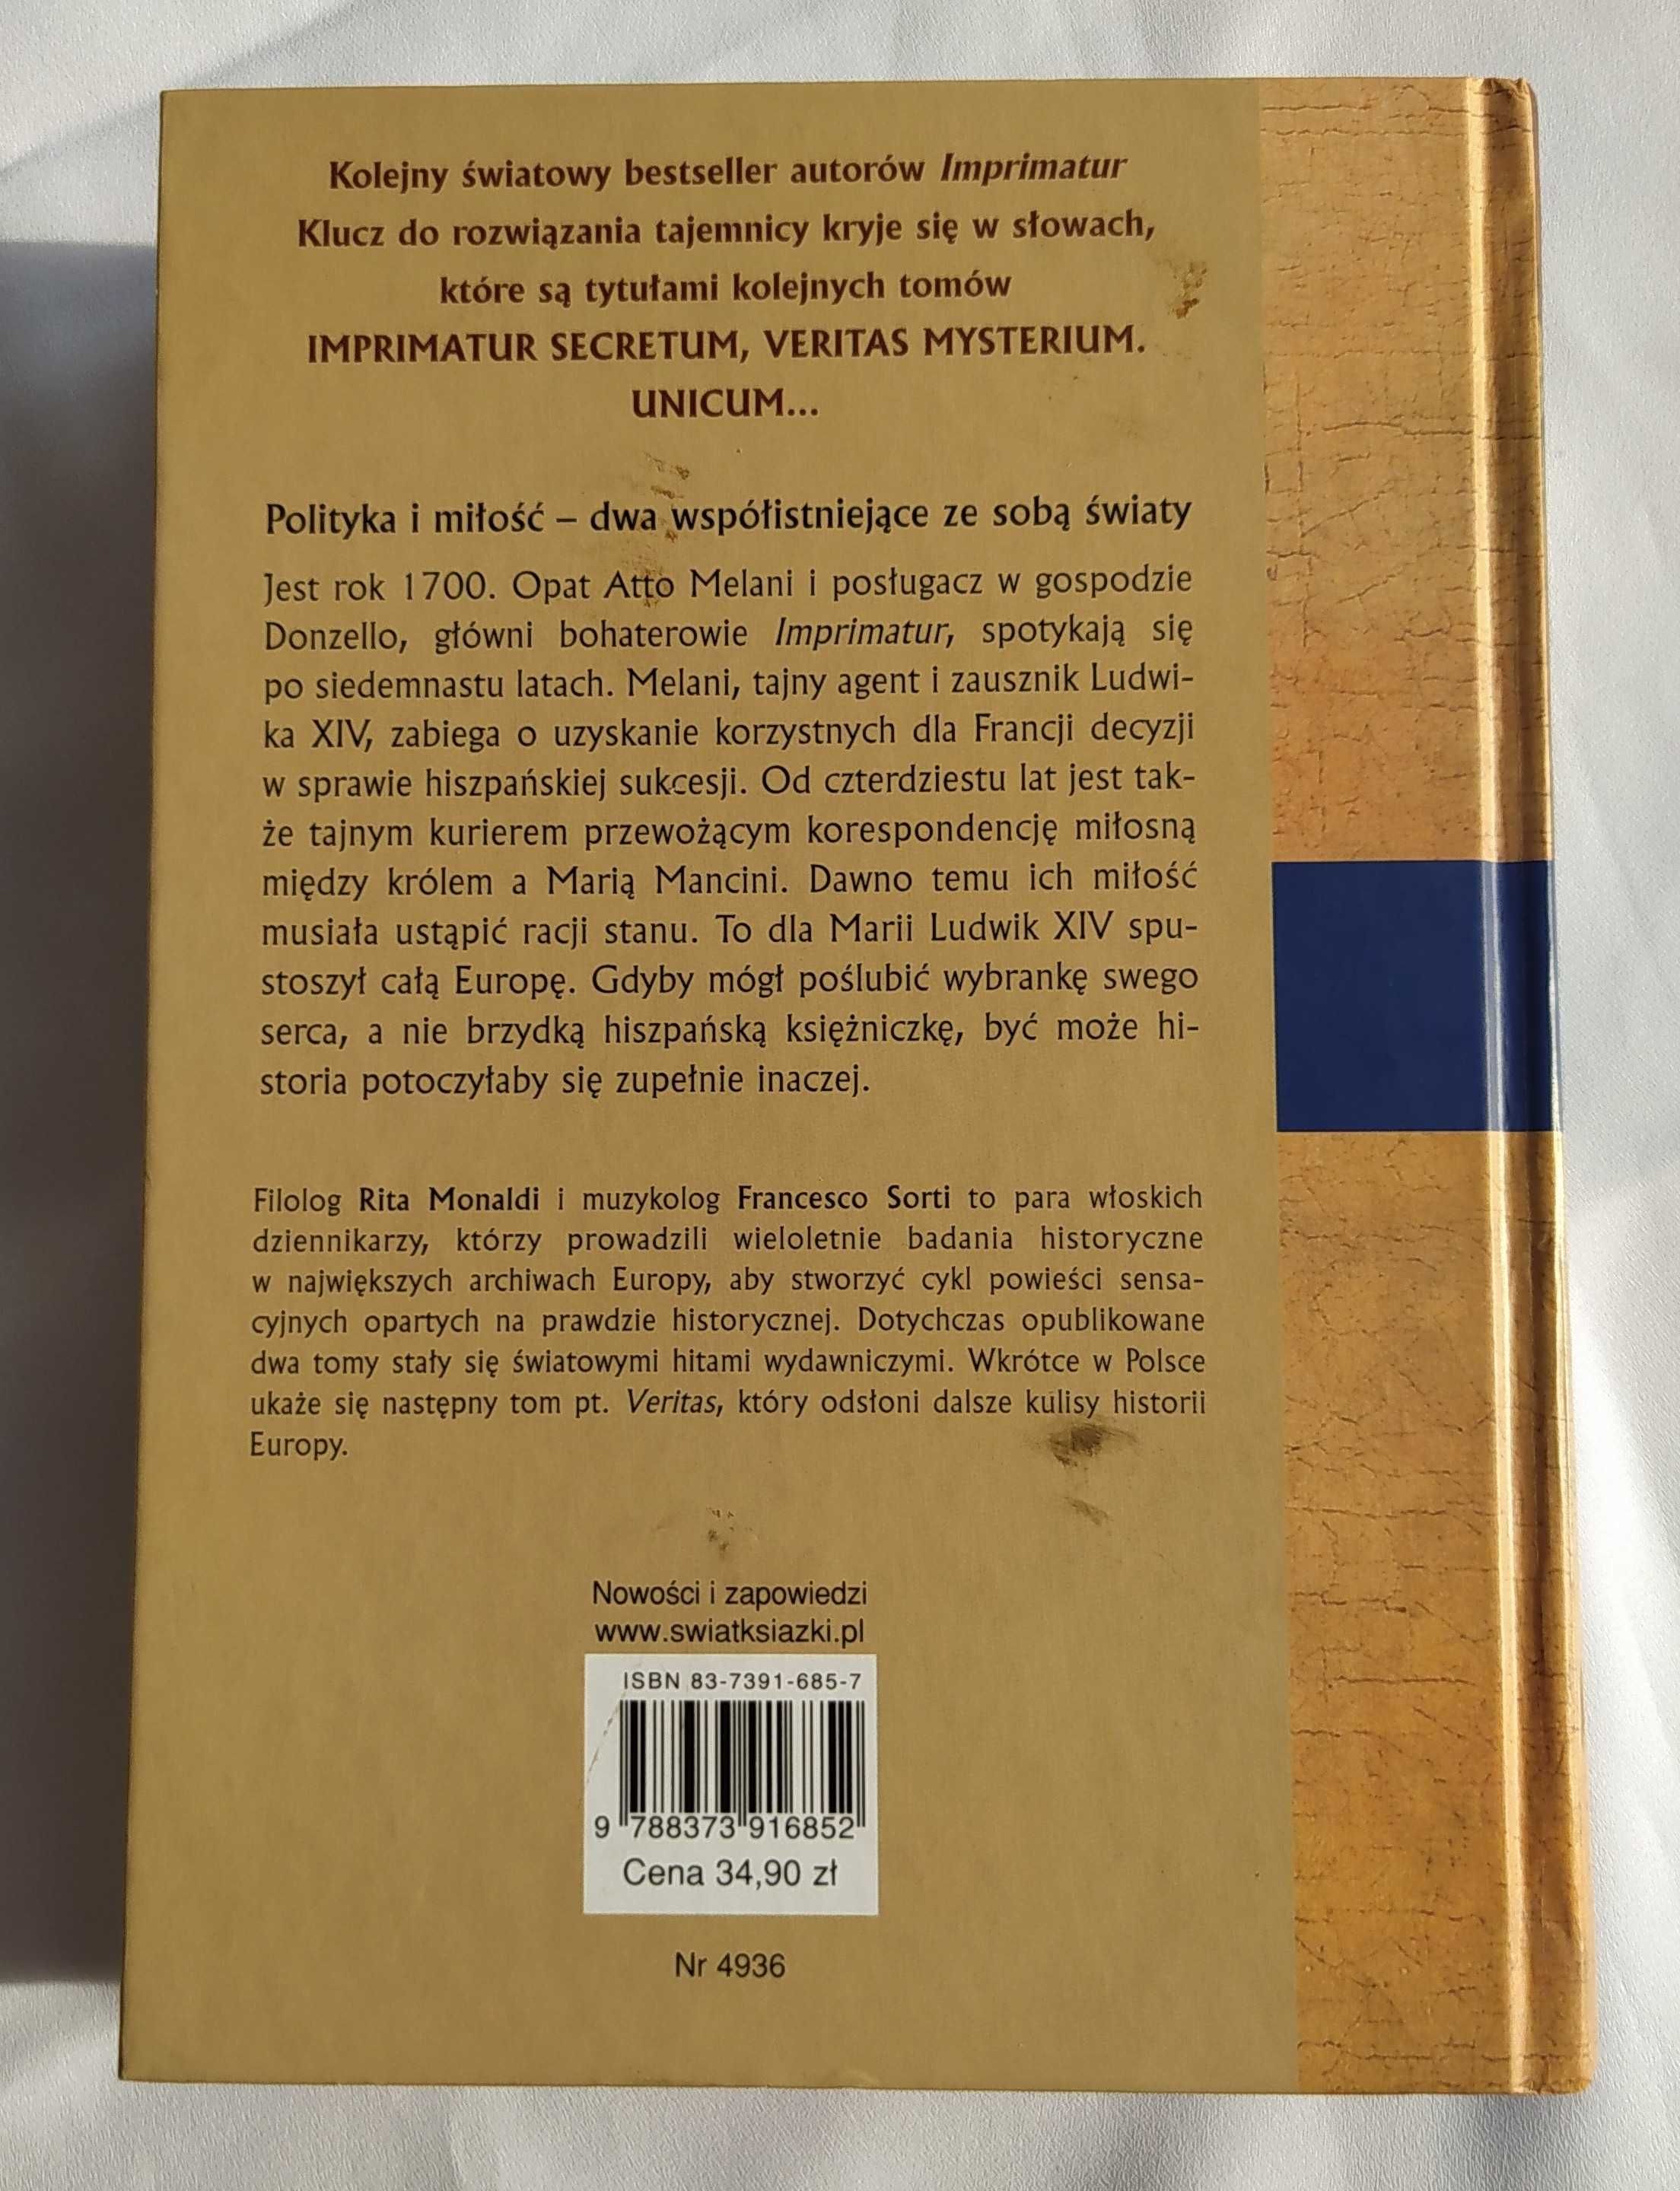 Kolejny światowy bestseller autorów Imprimatur
Klucz do rozwiązania tajemnicy kryje się w słowach,
które są tytułami kolejnych tomów
IMPRIMATUR SECRETUM, VERITAS MYSTERIUM.
UNICUM...
Polityka i miłość – dwa współistniejące ze sobą światy
Jest rok 1700. Opat Atto Melani i posługacz w gospodzie
Donzello, główni bohaterowie Imprimatur, spotykają się
po siedemnastu latach. Melani, tajny agent i zausznik Ludwi-
ka XIV, zabiega o uzyskanie korzystnych dla Francji decyzji
w sprawie hiszpańskiej sukcesji. Od czterdziestu lat jest tak-
że tajnym kurierem przewożącym korespondencję miłosną
między królem a Marią Mancini. Dawno temu ich miłość
musiała ustąpić racji stanu. To dla Marii Ludwik XIV spu-
stoszył całą Europę. Gdyby mógł poślubić wybrankę swego
serca, a nie brzydką hiszpańską księżniczkę, być może hi-
storia potoczyłaby się zupełnie inaczej.
Filolog Rita Monaldi i muzykolog Francesco Sorti to para włoskich
dziennikarzy, którzy prowadzili wieloletnie badania historyczne
w największych archiwach Europy, aby stworzyć cykl powieści sensa-
cyjnych opartych na prawdzie historycznej. Dotychczas opublikowane
dwa tomy stały się światowymi hitami wydawniczymi. Wkrótce w Polsce
ukaże się następny tom pt. Veritas, który odsłoni dalsze kulisy historii
Europy.
Nowości i zapowiedzi
www.swiatksiazki.pl
ISBN 83-7391-685-7
9 788373 916852
Cena 34,90 zł
Nr 4936